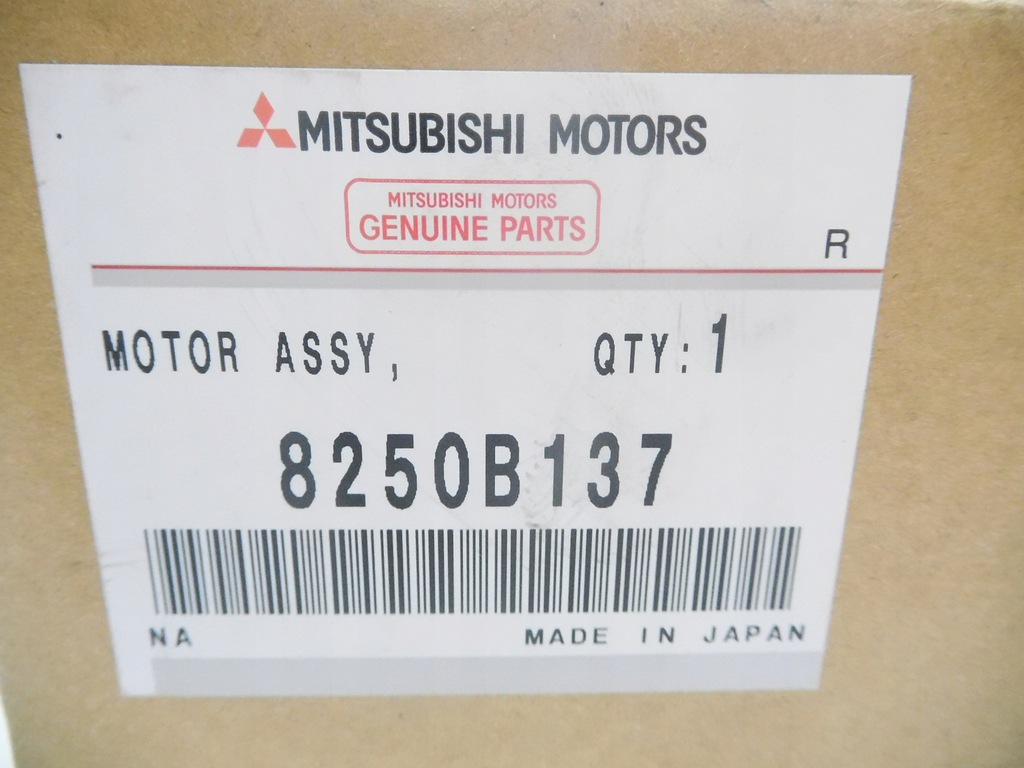 MITSUBISHI MOTORS
MITSUBISHI MOTORS
GENUINE PARTS
R
MOTOR ASSY, QTY:1
8250B137
NA MADE IN JAPAN